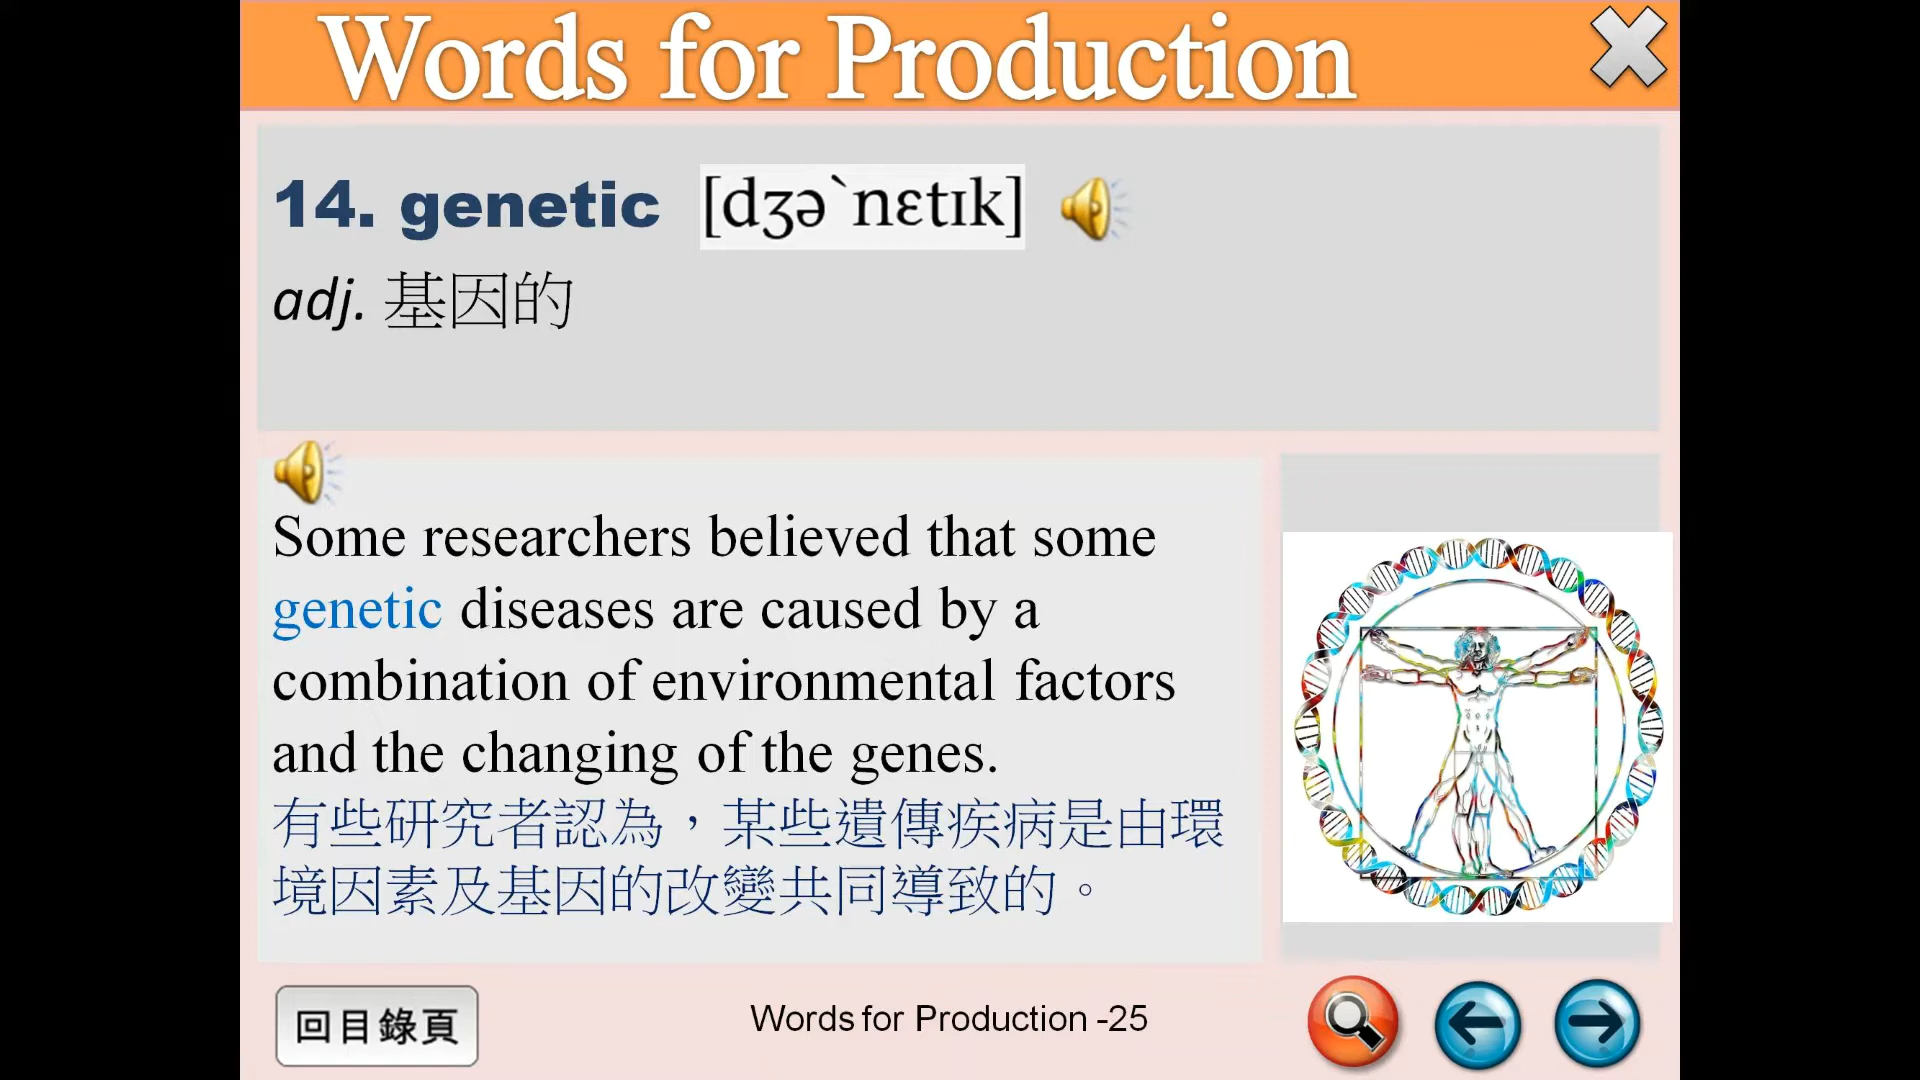 Words for Production
14. genetic [dʒəˋnɛtɪk]
adj. 基因的
Some researchers believed that some
genetic diseases are caused by a
combination of environmental factors
and the changing of the genes.
有些研究者認為，某些遺傳疾病是由環
境因素及基因的改變共同導致的。
回目錄頁
Words for Production -25